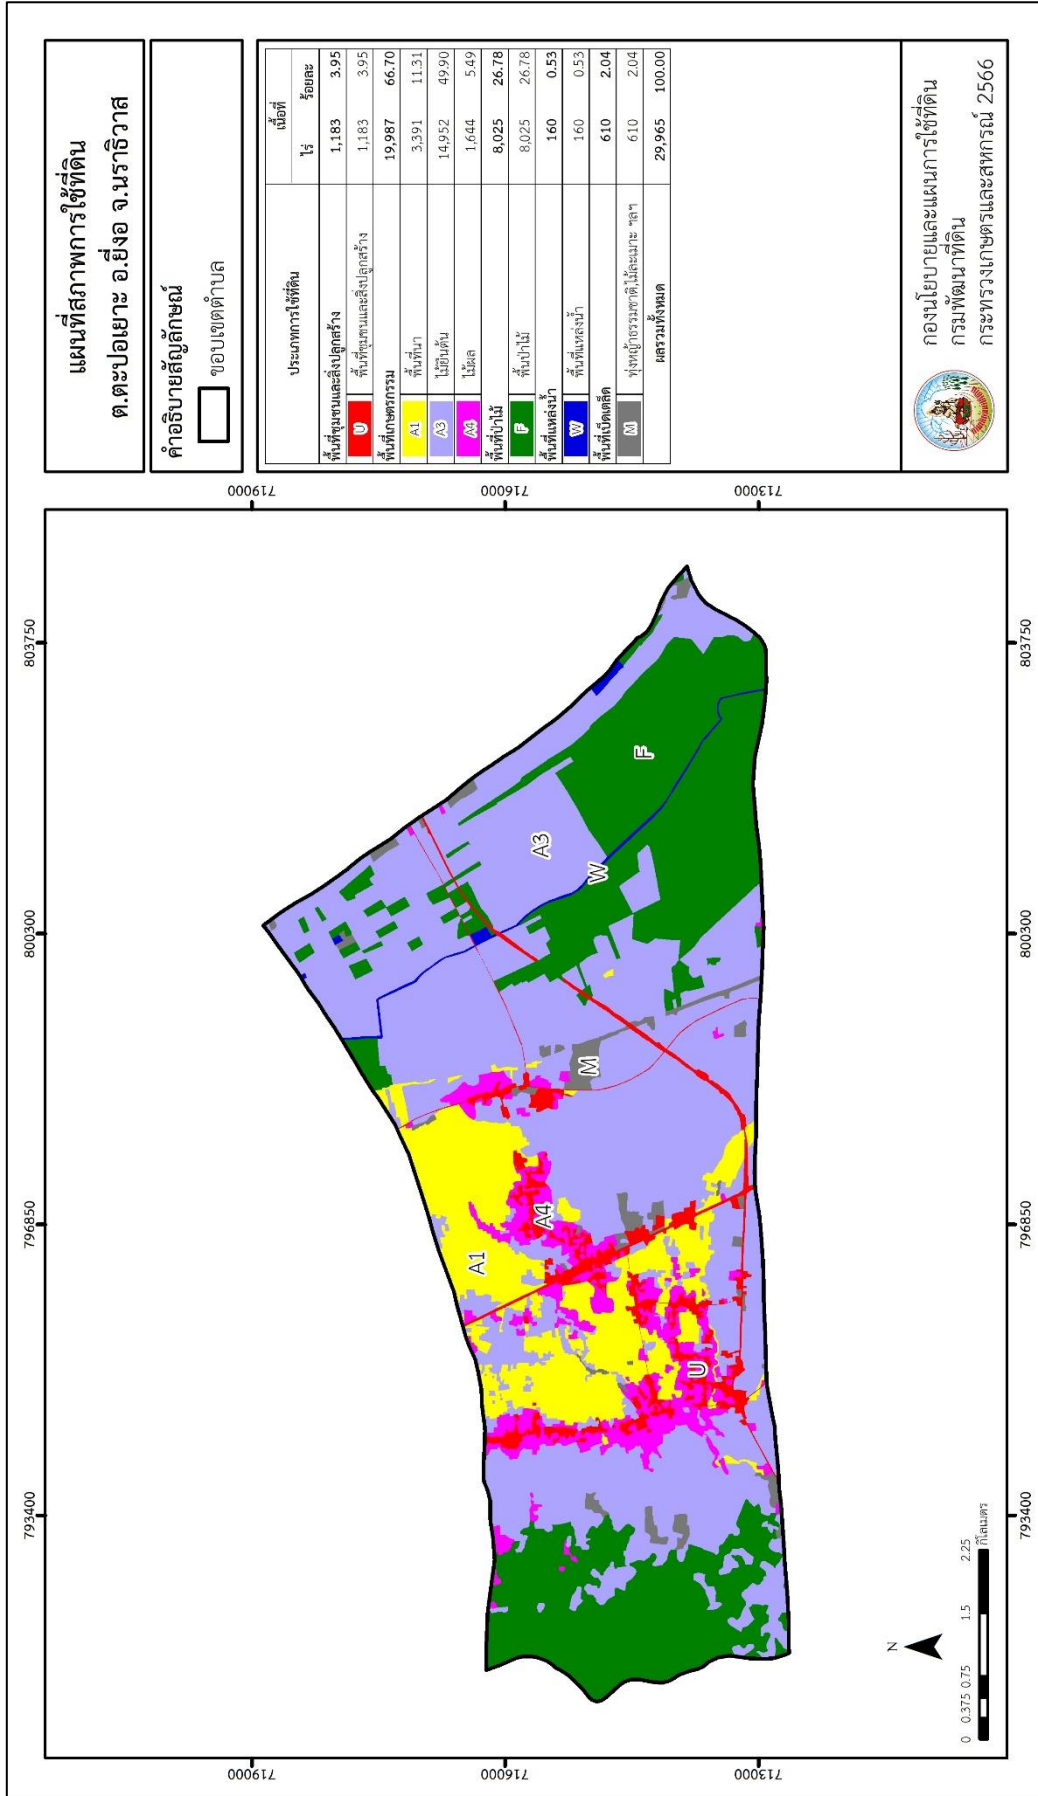 แผนที่สภาพการใช้ที่ดิน
ต.ตะปอเยาะ อ.ยี่งอ จ.นราธิวาส
คำอธิบายสัญลักษณ์
ขอบเขตตำบล
ประเภทการใช้ที่ดิน เนื้อที่
ไร่ ร้อยละ
พื้นที่ชุมชนและสิ่งปลูกสร้าง 1,183 3.95
U พื้นที่ชุมชนและสิ่งปลูกสร้าง 1,183 3.95
พื้นที่เกษตรกรรม 19,987 66.70
A1 พื้นที่นา 3,391 11.31
A3 ไม้ยืนต้น 14,952 49.90
A4 ไม้ผล 1,644 5.49
พื้นที่ป่าไม้ 8,025 26.78
F พื้นป่าไม้ 8,025 26.78
พื้นที่แหล่งน้ำ 160 0.53
W พื้นที่แหล่งน้ำ 160 0.53
พื้นที่เบ็ดเตล็ด 610 2.04
M ทุ่งหญ้าธรรมชาติ,ไม้ละเมาะ ฯลฯ 610 2.04
ผลรวมทั้งหมด 29,965 100.00
กองนโยบายและแผนการใช้ที่ดิน
กรมพัฒนาที่ดิน
กระทรวงเกษตรและสหกรณ์ 2566
793400 796850 800300 803750
719000
716000
713000
719000
716000
713000
A1
A4
U
M
A3
W
F
793400 796850 800300 803750
N
0 0.375 0.75 1.5 2.25
กิโลเมตร